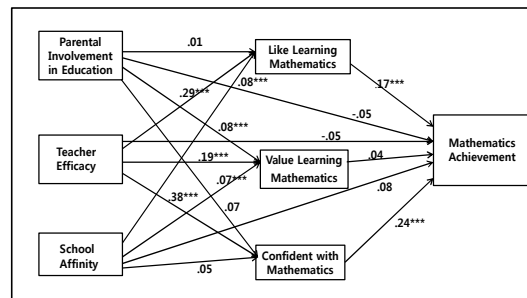 Parental
Involvement
in Education
.01
Like Learning
Mathematics
.17***
.29***
.08***
-.05
Teacher
Efficacy
.08***
-.05
Mathematics
Achievement
.19***
Value Learning
Mathematics
.04
.07***
.38***
.07
.08
School
Affinity
.05
Confident with
Mathematics
.24***